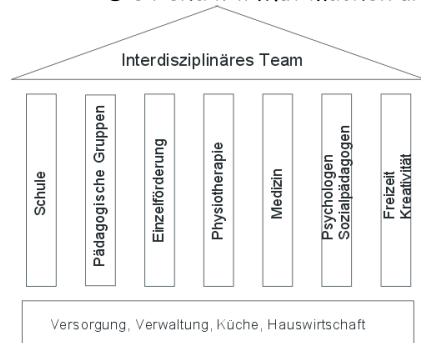 Interdisziplinäres Team
Schule
Pädagogische Gruppen
Einzelförderung
Physiotherapie
Medizin
Psychologen
Sozialpädagogen
Freizeit
Kreativität
Versorgung, Verwaltung, Küche, Hauswirtschaft